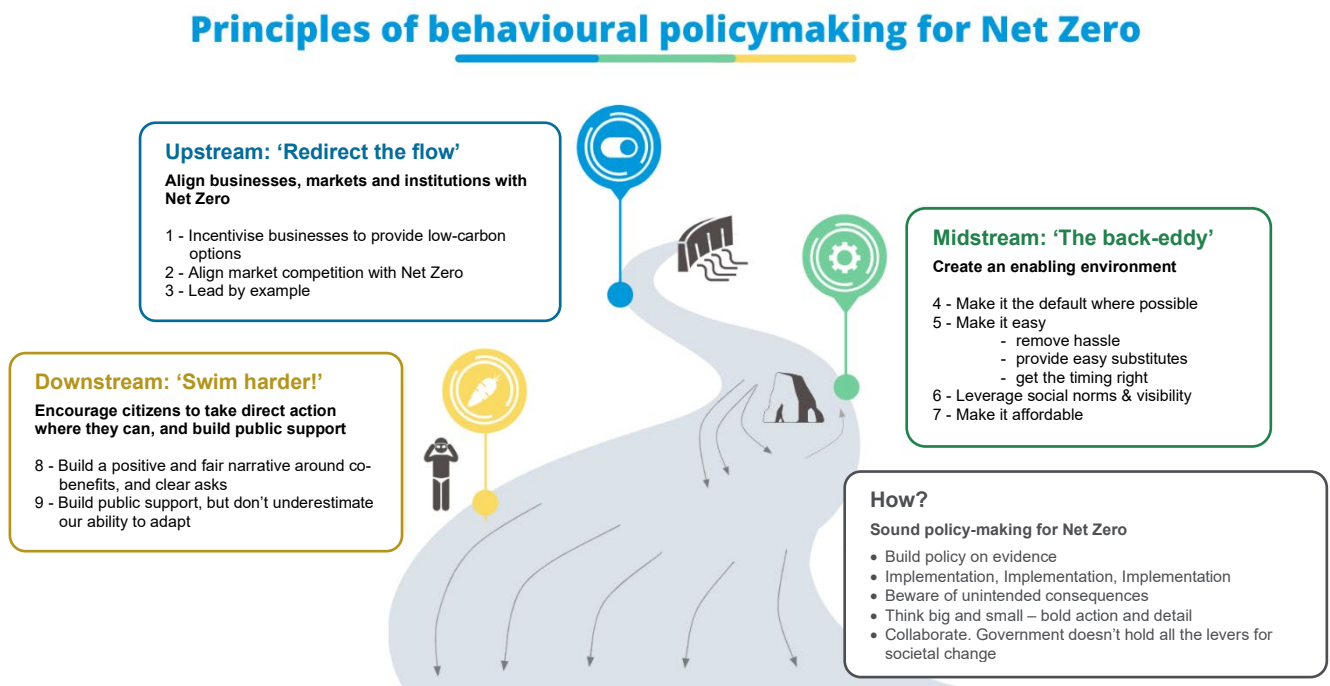 Principles of behavioural policymaking for Net Zero
Upstream: ‘Redirect the flow’
Align businesses, markets and institutions with
Net Zero
1 - Incentivise businesses to provide low-carbon
options
2 - Align market competition with Net Zero
3 - Lead by example
Midstream: ‘The back-eddy’
Create an enabling environment
4 - Make it the default where possible
5 - Make it easy
- remove hassle
- provide easy substitutes
- get the timing right
6 - Leverage social norms & visibility
7 - Make it affordable
Downstream: ‘Swim harder!’
Encourage citizens to take direct action
where they can, and build public support
8 - Build a positive and fair narrative around co-
benefits, and clear asks
9 - Build public support, but don’t underestimate
our ability to adapt
How?
Sound policy-making for Net Zero
• Build policy on evidence
• Implementation, Implementation, Implementation
• Beware of unintended consequences
• Think big and small – bold action and detail
• Collaborate. Government doesn’t hold all the levers for
societal change